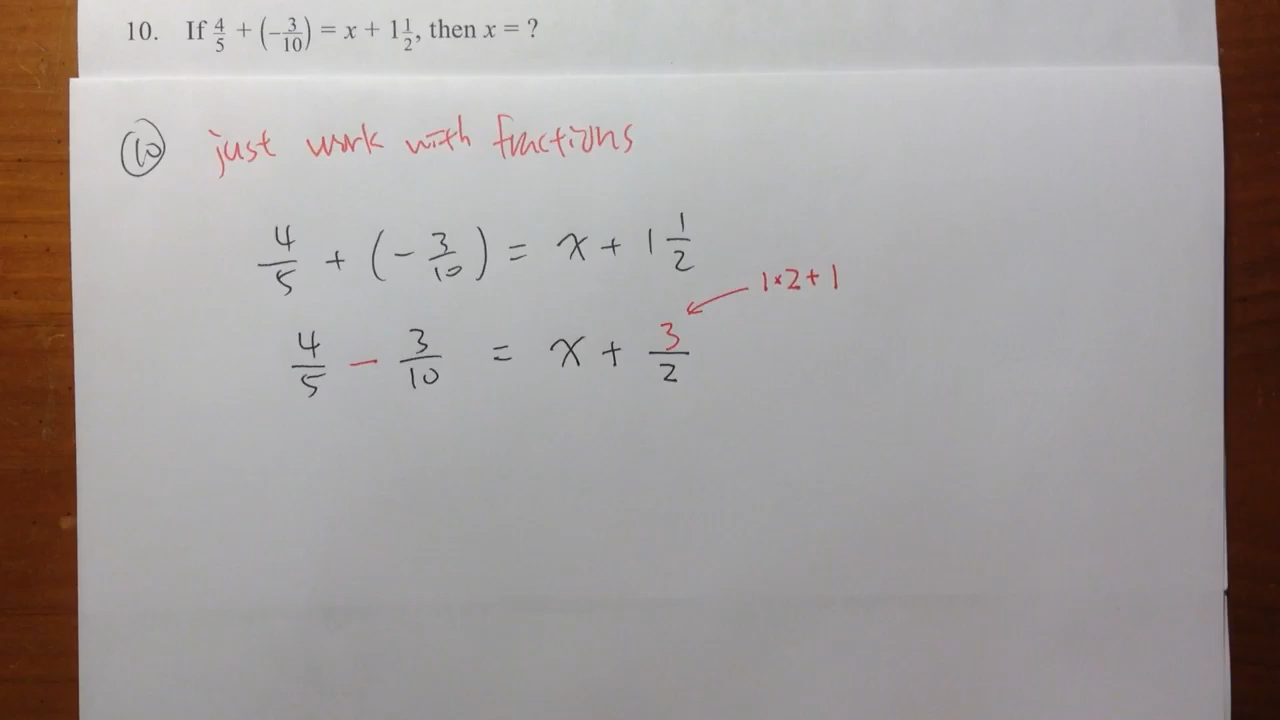 10. If 4/5 + (−3/10) = x + 1 1/2, then x = ?
⑩ just work with fractions
4/5 + (−3/10) = x + 1 1/2
1×2+1
4/5 − 3/10 = x + 3/2